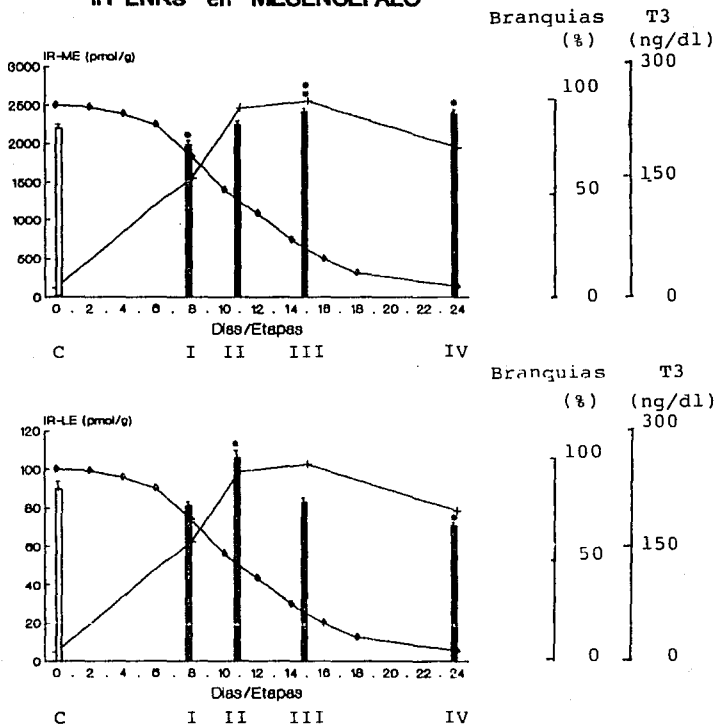 IR-ENKs en MESENCEFALO
Branquias T3
(%) (ng/dl)
IR-ME (pmol/g)
3000
2500
2000
1500
1000
500
0
0 . 2 . 4 . 6 . 8 . 10 . 12 . 14 . 16 . 18 . 20 . 22 . 24
Dias/Etapas
C I II III IV
100
50
0
300
150
0
Branquias T3
(%) (ng/dl)
IR-LE (pmol/g)
120
100
80
60
40
20
0
0 . 2 . 4 . 6 . 8 . 10 . 12 . 14 . 16 . 18 . 20 . 22 . 24
Dias/Etapas
C I II III IV
100
50
0
300
150
0